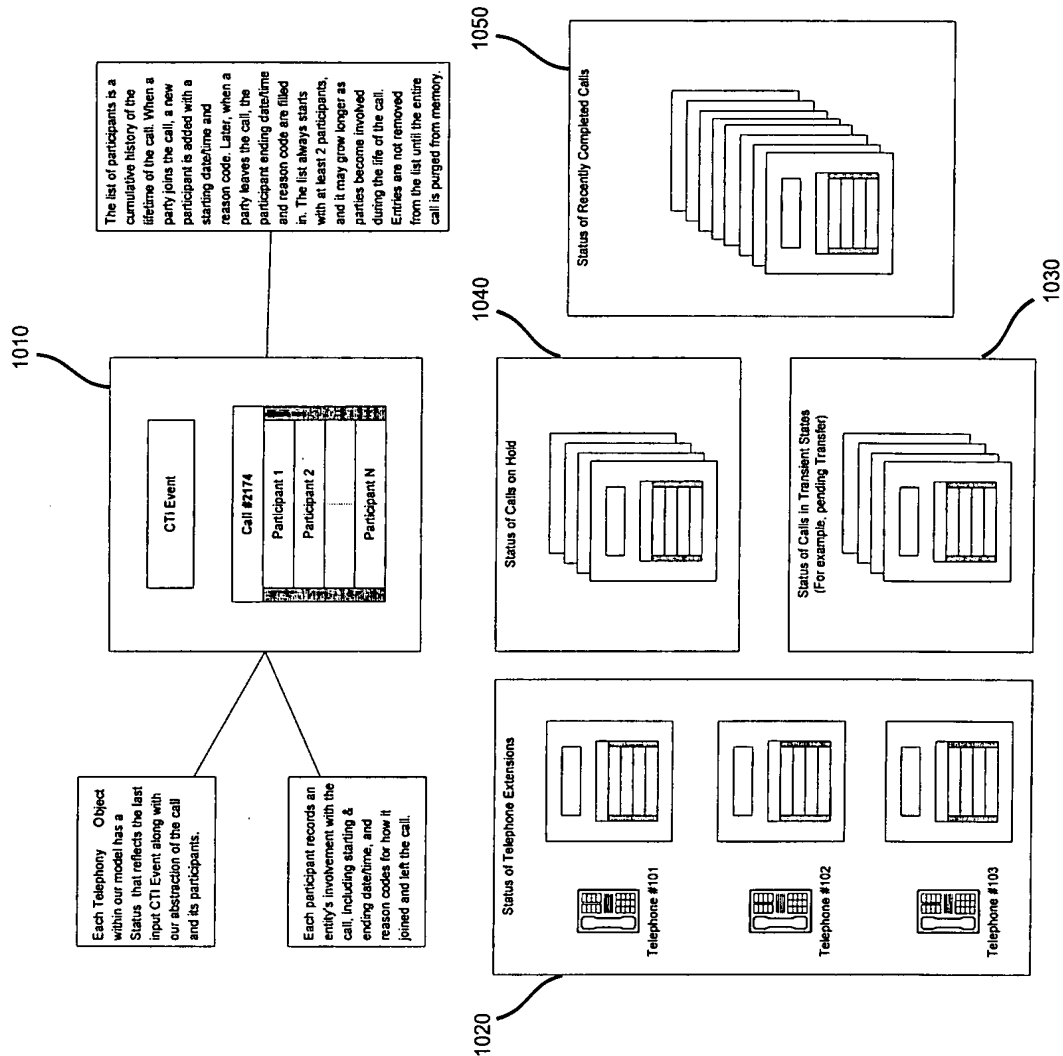 1010
Each Telephony Object
within our model has a
Status that reflects the last
input CTI Event along with
our abstraction of the call
and its participants.
Each participant records an
entity's involvement with the
call, including starting &
ending date/time, and
reason codes for how it
joined and left the call.
CTI Event
Call #2174
Participant 1
Participant 2
Participant N
The list of participants is a
cumulative history of the
lifetime of the call. When a
party joins the call, a new
participant is added with a
starting date/time and
reason code. Later, when a
party leaves the call, the
participant ending date/time
and reason code are filled
in. The list always starts
with at least 2 participants,
and it may grow longer as
parties become involved
during the life of the call.
Entries are not removed
from the list until the entire
call is purged from memory.
1020
Status of Telephone Extensions
Telephone #101
Telephone #102
Telephone #103
1040
Status of Calls on Hold
Status of Calls in Transient States
(For example, pending Transfer)
1030
1050
Status of Recently Completed Calls